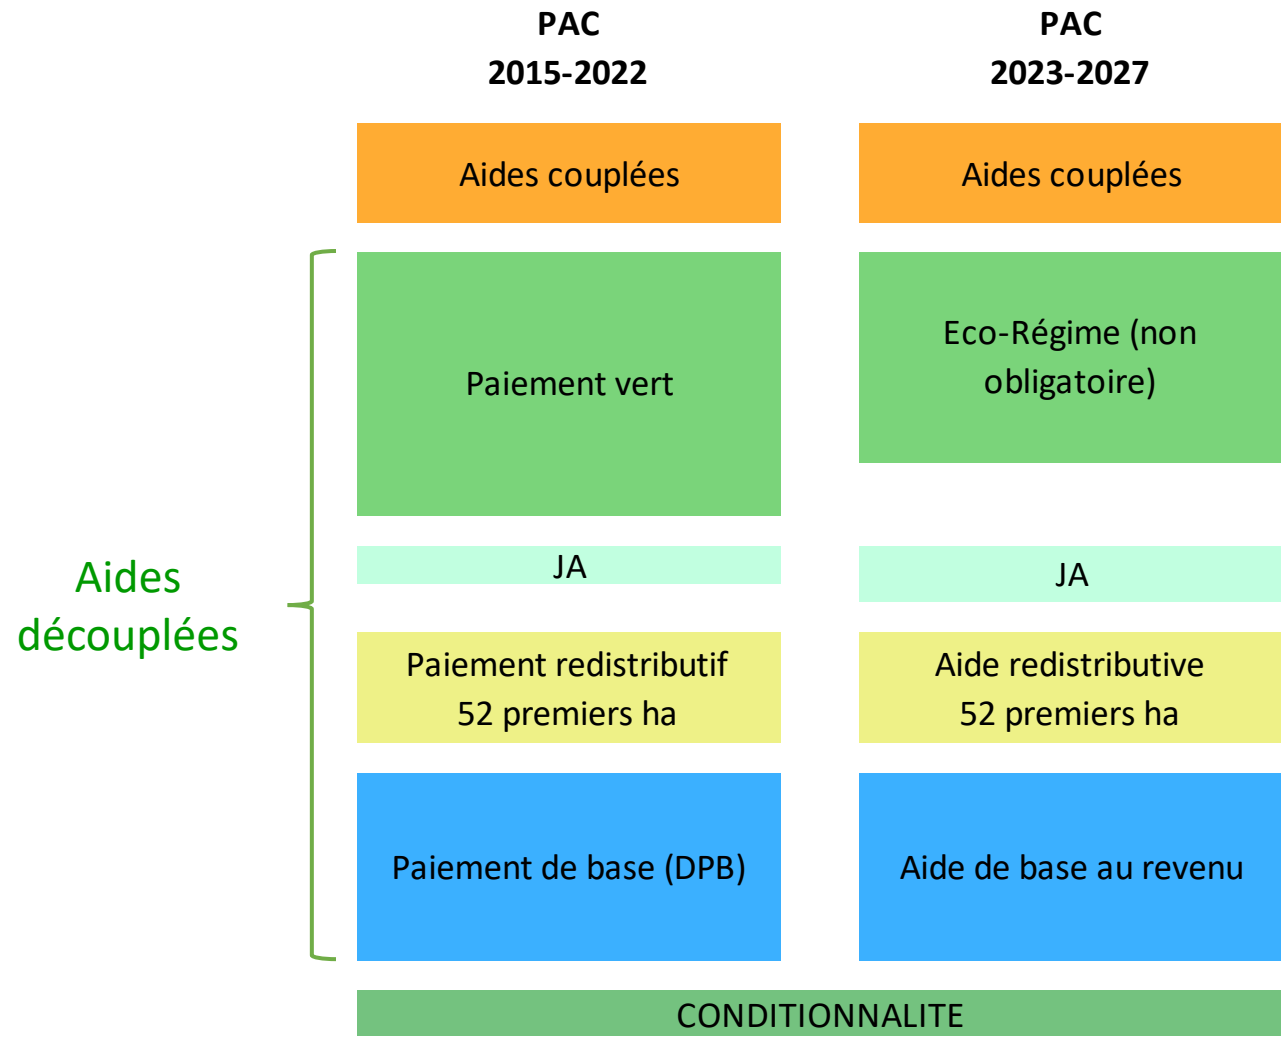 PAC
2015-2022
PAC
2023-2027
Aides couplées
Aides couplées
Paiement vert
Eco-Régime (non
obligatoire)
JA
JA
Aides
découplées
Paiement redistributif
52 premiers ha
Aide redistributive
52 premiers ha
Paiement de base (DPB)
Aide de base au revenu
CONDITIONNALITE